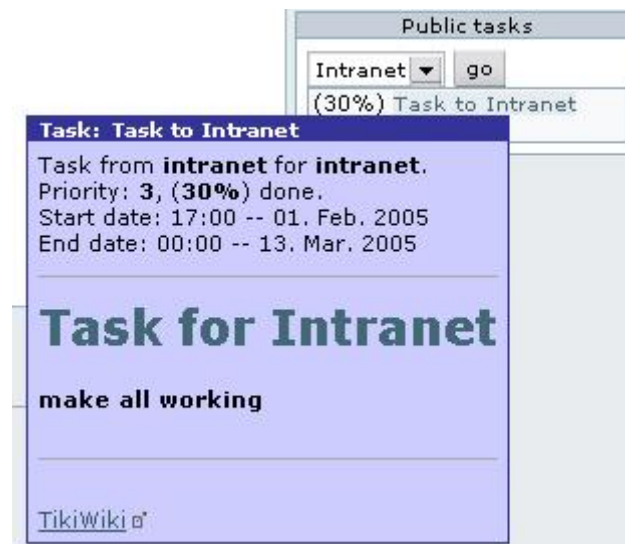 Public tasks
Intranet go
(30%) Task to Intranet
Task: Task to Intranet
Task from intranet for intranet.
Priority: 3, (30%) done.
Start date: 17:00 -- 01. Feb. 2005
End date: 00:00 -- 13. Mar. 2005
Task for Intranet
make all working
TikiWiki